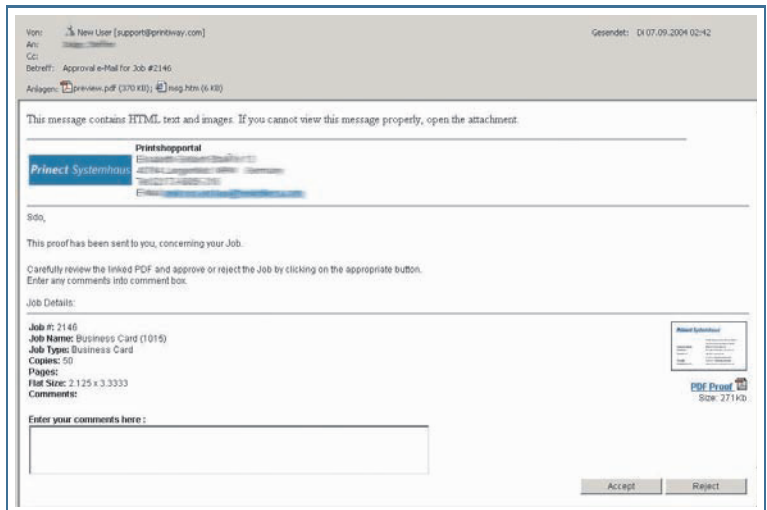 Von: New User [support@printiway.com]
Gesendet: Di 07.09.2004 02:42
An:
Cc:
Betreff: Approval e-Mail for Job #2146
Anlagen: preview.pdf (370 KB); msg.htm (6 KB)
This message contains HTML text and images. If you cannot view this message properly, open the attachment.
Printshopportal
Prinect Systemhaus
Sdo,
This proof has been sent to you, concerning your Job.
Carefully review the linked PDF and approve or reject the Job by clicking on the appropriate button.
Enter any comments into comment box.
Job Details:
Job #: 2146
Job Name: Business Card (1015)
Job Type: Business Card
Copies: 50
Pages:
Flat Size: 2.125 x 3.3333
Comments:
Prinect Systemhaus
PDF Proof
Size: 271Kb
Enter your comments here :
Accept
Reject